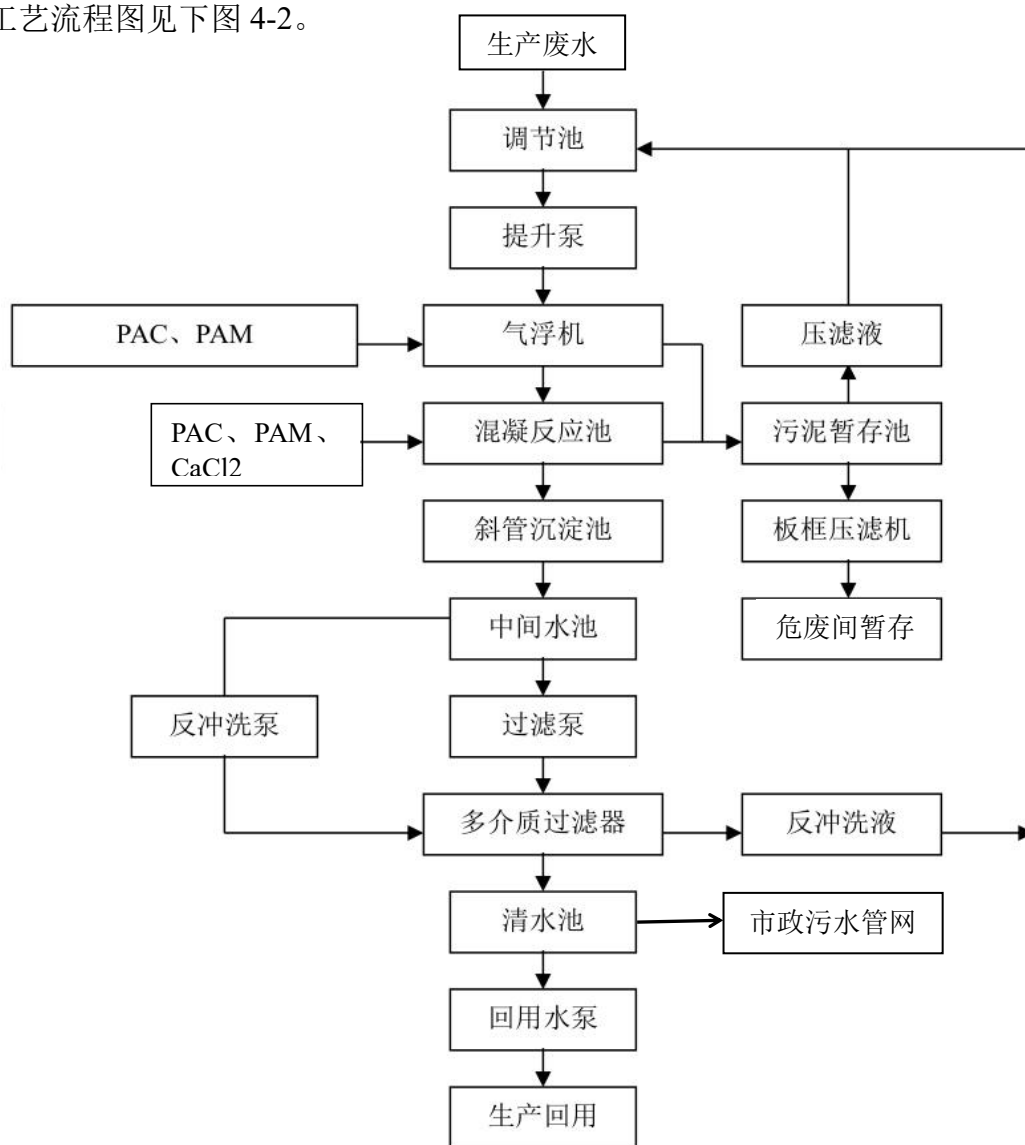 工艺流程图见下图 4-2。
生产废水
调节池
提升泵
PAC、PAM
气浮机
压滤液
PAC、PAM、
CaCl2
混凝反应池
污泥暂存池
斜管沉淀池
板框压滤机
中间水池
危废间暂存
反冲洗泵
过滤泵
多介质过滤器
反冲洗液
清水池
市政污水管网
回用水泵
生产回用